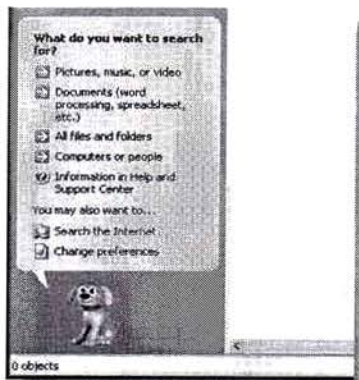 What do you want to search
for?
Pictures, music, or video
Documents (word
processing, spreadsheet,
etc.)
All files and folders
Computers or people
Information in Help and
Support Center
You may also want to...
Search the Internet
Change preferences
0 objects